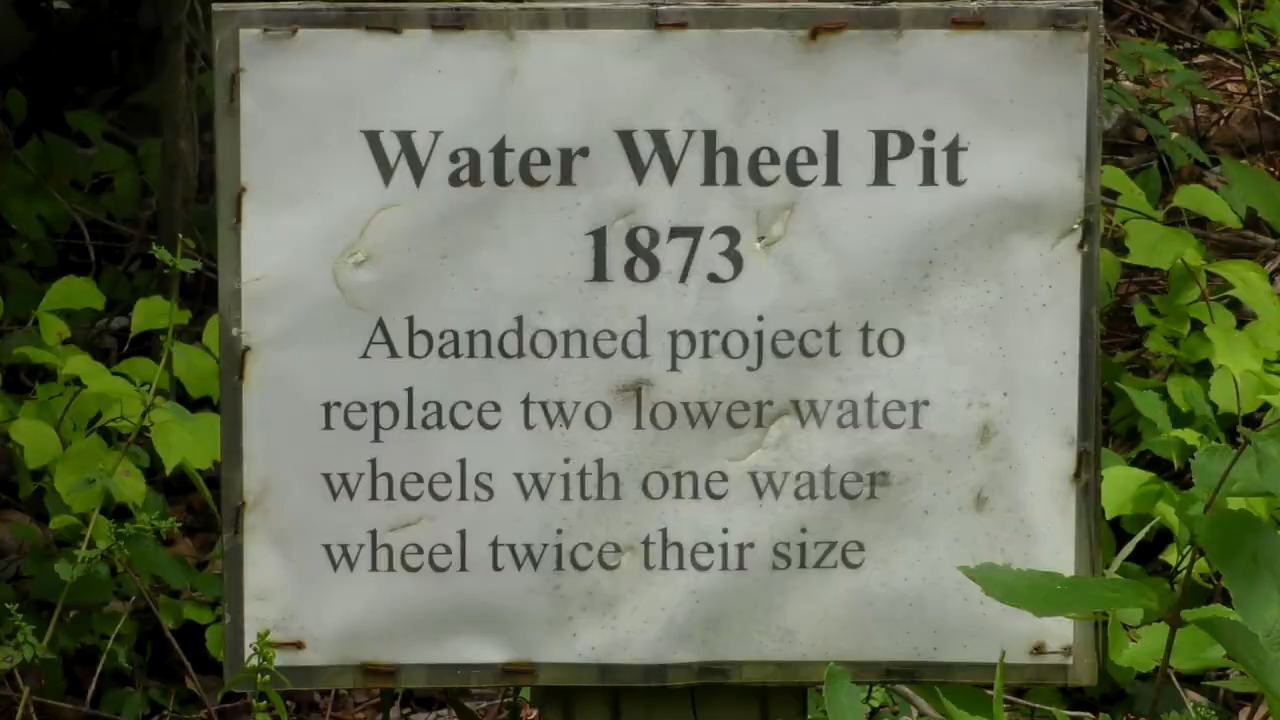 Water Wheel Pit
1873
Abandoned project to
replace two lower water
wheels with one water
wheel twice their size